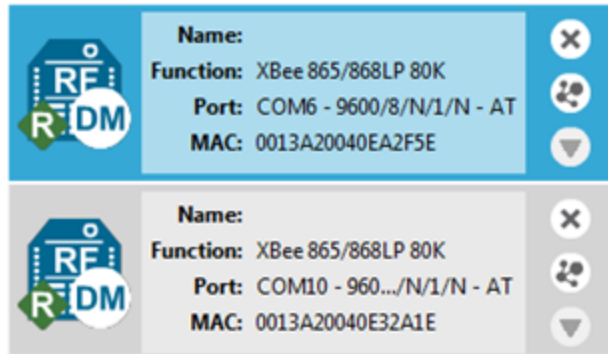 Name:
Function: XBee 865/868LP 80K
Port: COM6 - 9600/8/N/1/N - AT
MAC: 0013A20040EA2F5E
RF
R DM
Name:
Function: XBee 865/868LP 80K
Port: COM10 - 960.../N/1/N - AT
MAC: 0013A20040E32A1E
RF
R DM